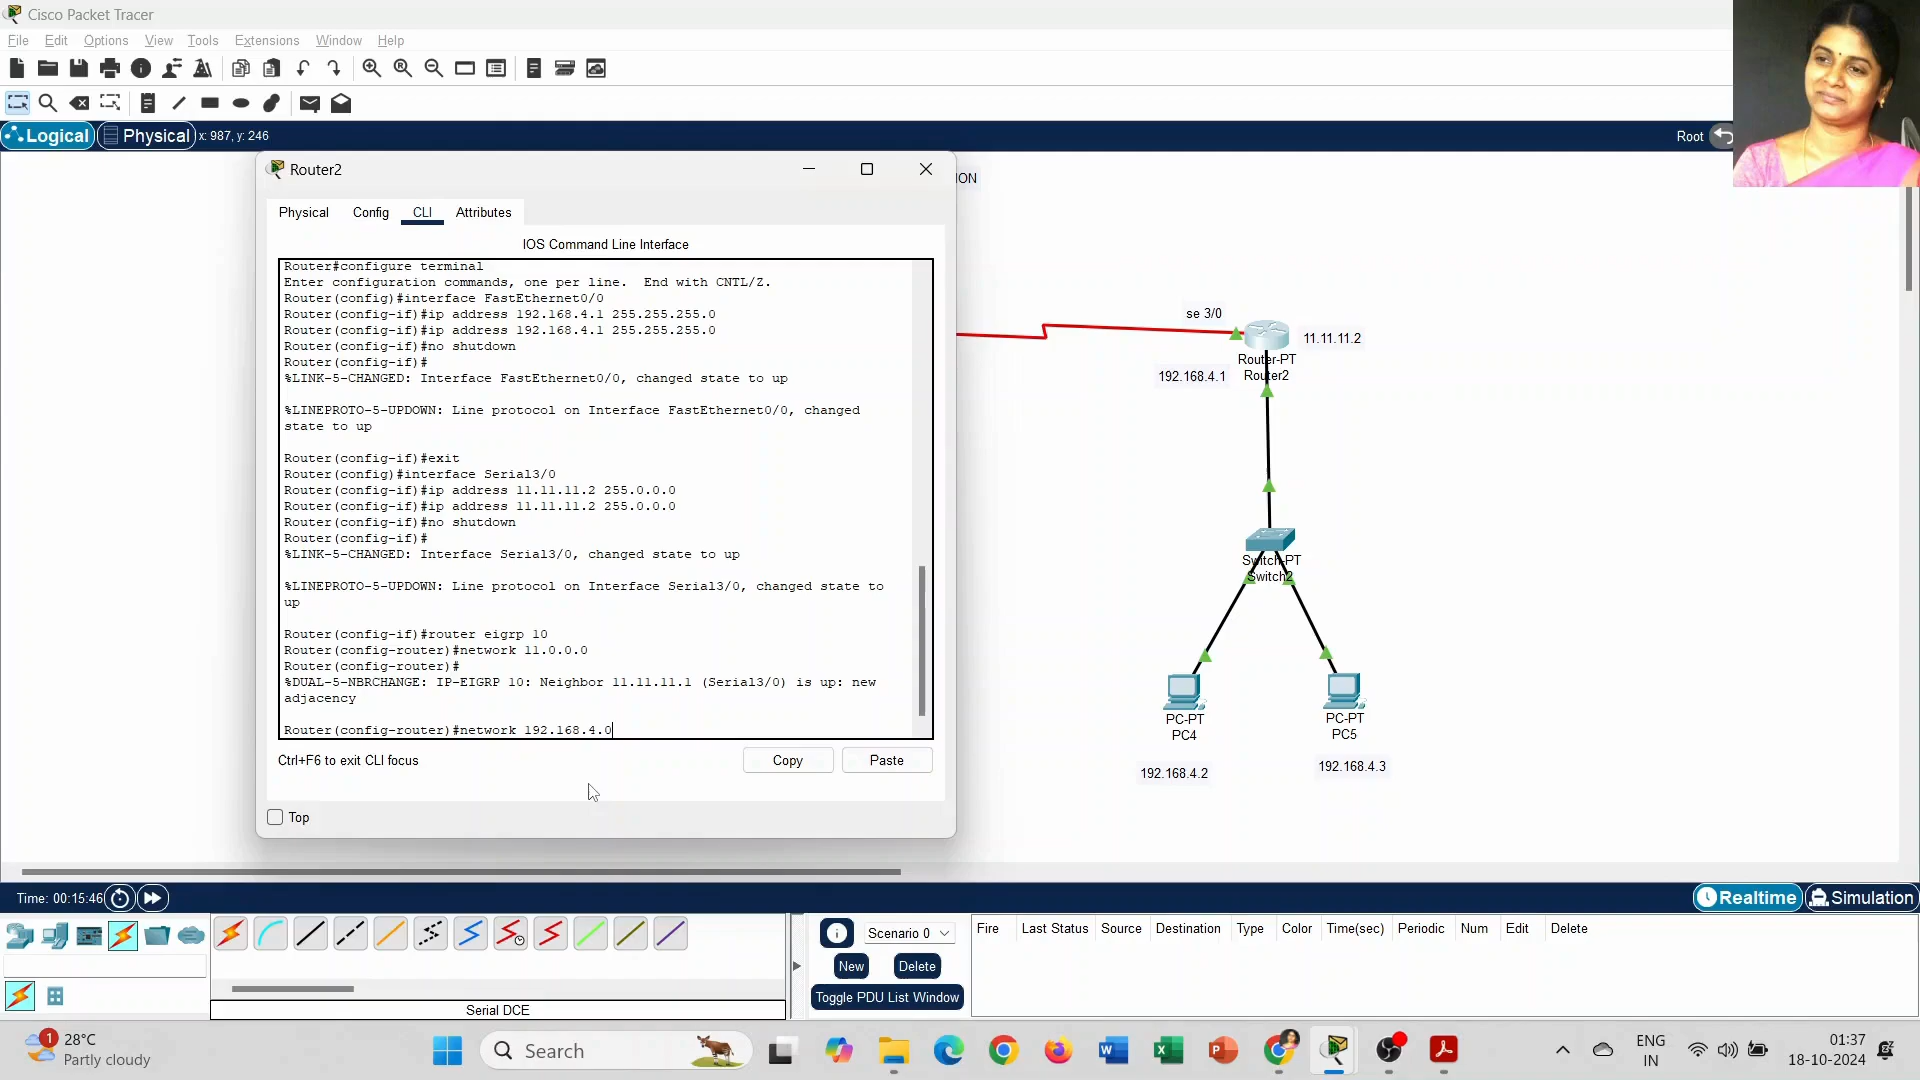 Cisco Packet Tracer
File Edit Options View Tools Extensions Window Help
Logical Physical x: 987, y: 246 Root
Router2
ION
Physical Config CLI Attributes
IOS Command Line Interface
Router#configure terminal
Enter configuration commands, one per line. End with CNTL/Z.
Router(config)#interface FastEthernet0/0
Router(config-if)#ip address 192.168.4.1 255.255.255.0
Router(config-if)#ip address 192.168.4.1 255.255.255.0
Router(config-if)#no shutdown
Router(config-if)#
%LINK-5-CHANGED: Interface FastEthernet0/0, changed state to up
%LINEPROTO-5-UPDOWN: Line protocol on Interface FastEthernet0/0, changed
state to up
Router(config-if)#exit
Router(config)#interface Serial3/0
Router(config-if)#ip address 11.11.11.2 255.0.0.0
Router(config-if)#ip address 11.11.11.2 255.0.0.0
Router(config-if)#no shutdown
Router(config-if)#
%LINK-5-CHANGED: Interface Serial3/0, changed state to up
%LINEPROTO-5-UPDOWN: Line protocol on Interface Serial3/0, changed state to
up
Router(config-if)#router eigrp 10
Router(config-router)#network 11.0.0.0
Router(config-router)#
%DUAL-5-NBRCHANGE: IP-EIGRP 10: Neighbor 11.11.11.1 (Serial3/0) is up: new
adjacency
Router(config-router)#network 192.168.4.0
Ctrl+F6 to exit CLI focus
Copy Paste
Top
se 3/0
11.11.11.2
Router-PT
Router2
192.168.4.1
Switch-PT
Switch2
PC-PT
PC4
192.168.4.2
PC-PT
PC5
192.168.4.3
Time: 00:15:46
Realtime Simulation
Scenario 0
New Delete
Toggle PDU List Window
Fire Last Status Source Destination Type Color Time(sec) Periodic Num Edit Delete
Serial DCE
1
28°C
Partly cloudy
Search
ENG
IN
01:37
18-10-2024